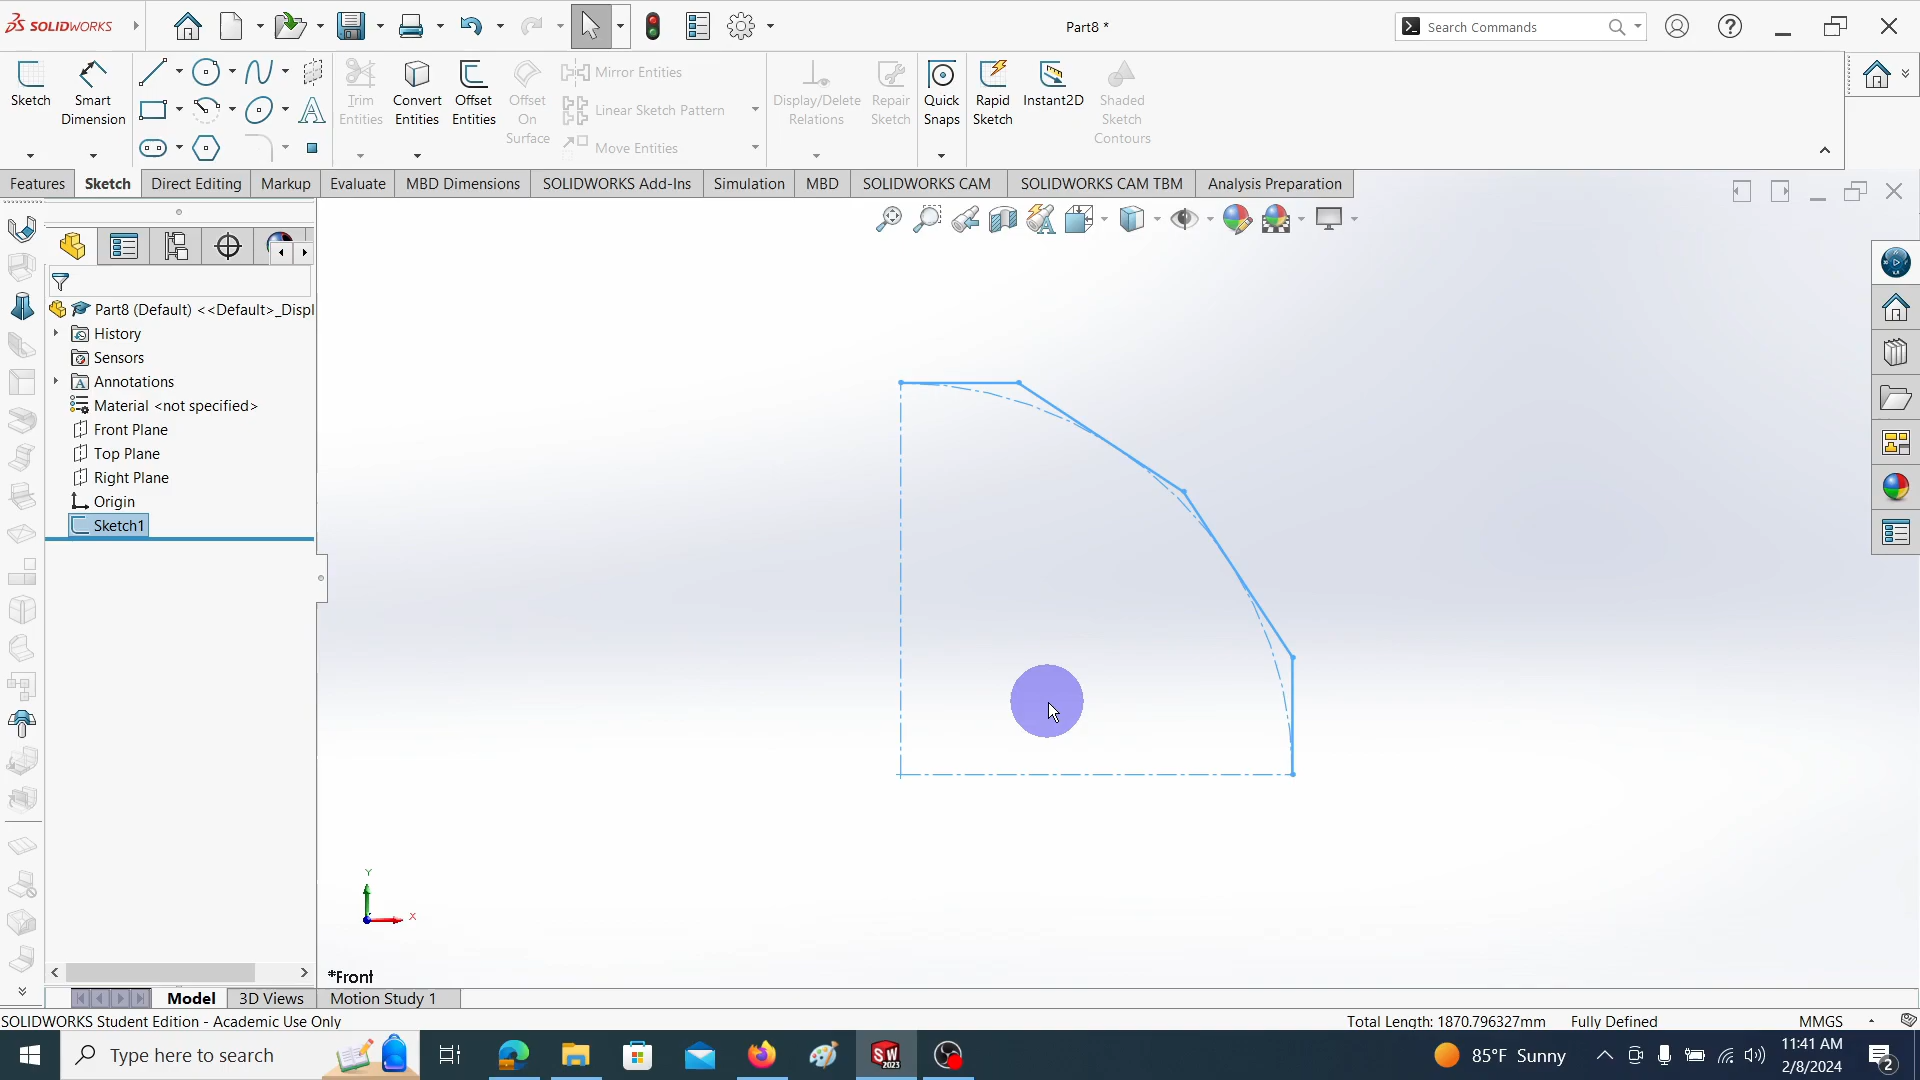 SOLIDWORKS
Part8 *
Search Commands
Sketch
Smart Dimension
Trim Entities
Convert Entities
Offset Entities
Offset On Surface
Mirror Entities
Linear Sketch Pattern
Move Entities
Display/Delete Relations
Repair Sketch
Quick Snaps
Rapid Sketch
Instant2D
Shaded Sketch Contours
Features
Sketch
Direct Editing
Markup
Evaluate
MBD Dimensions
SOLIDWORKS Add-Ins
Simulation
MBD
SOLIDWORKS CAM
SOLIDWORKS CAM TBM
Analysis Preparation
Part8 (Default) <<Default>_Displ
History
Sensors
Annotations
Material <not specified>
Front Plane
Top Plane
Right Plane
Origin
Sketch1
Y
X
*Front
Model
3D Views
Motion Study 1
SOLIDWORKS Student Edition - Academic Use Only
Total Length: 1870.796327mm
Fully Defined
MMGS
Type here to search
SW
2023
85°F Sunny
11:41 AM
2/8/2024
2